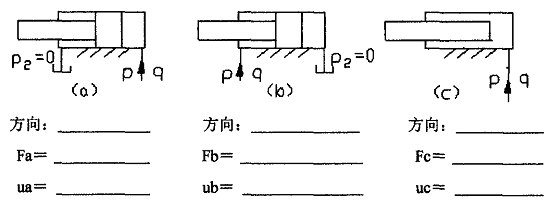 p₂=0 p q
(a)
p q p₂=0
(b)
p q
(c)
方向：
方向：
方向：
Fa＝
Fb＝
Fc＝
ua＝
ub＝
uc＝